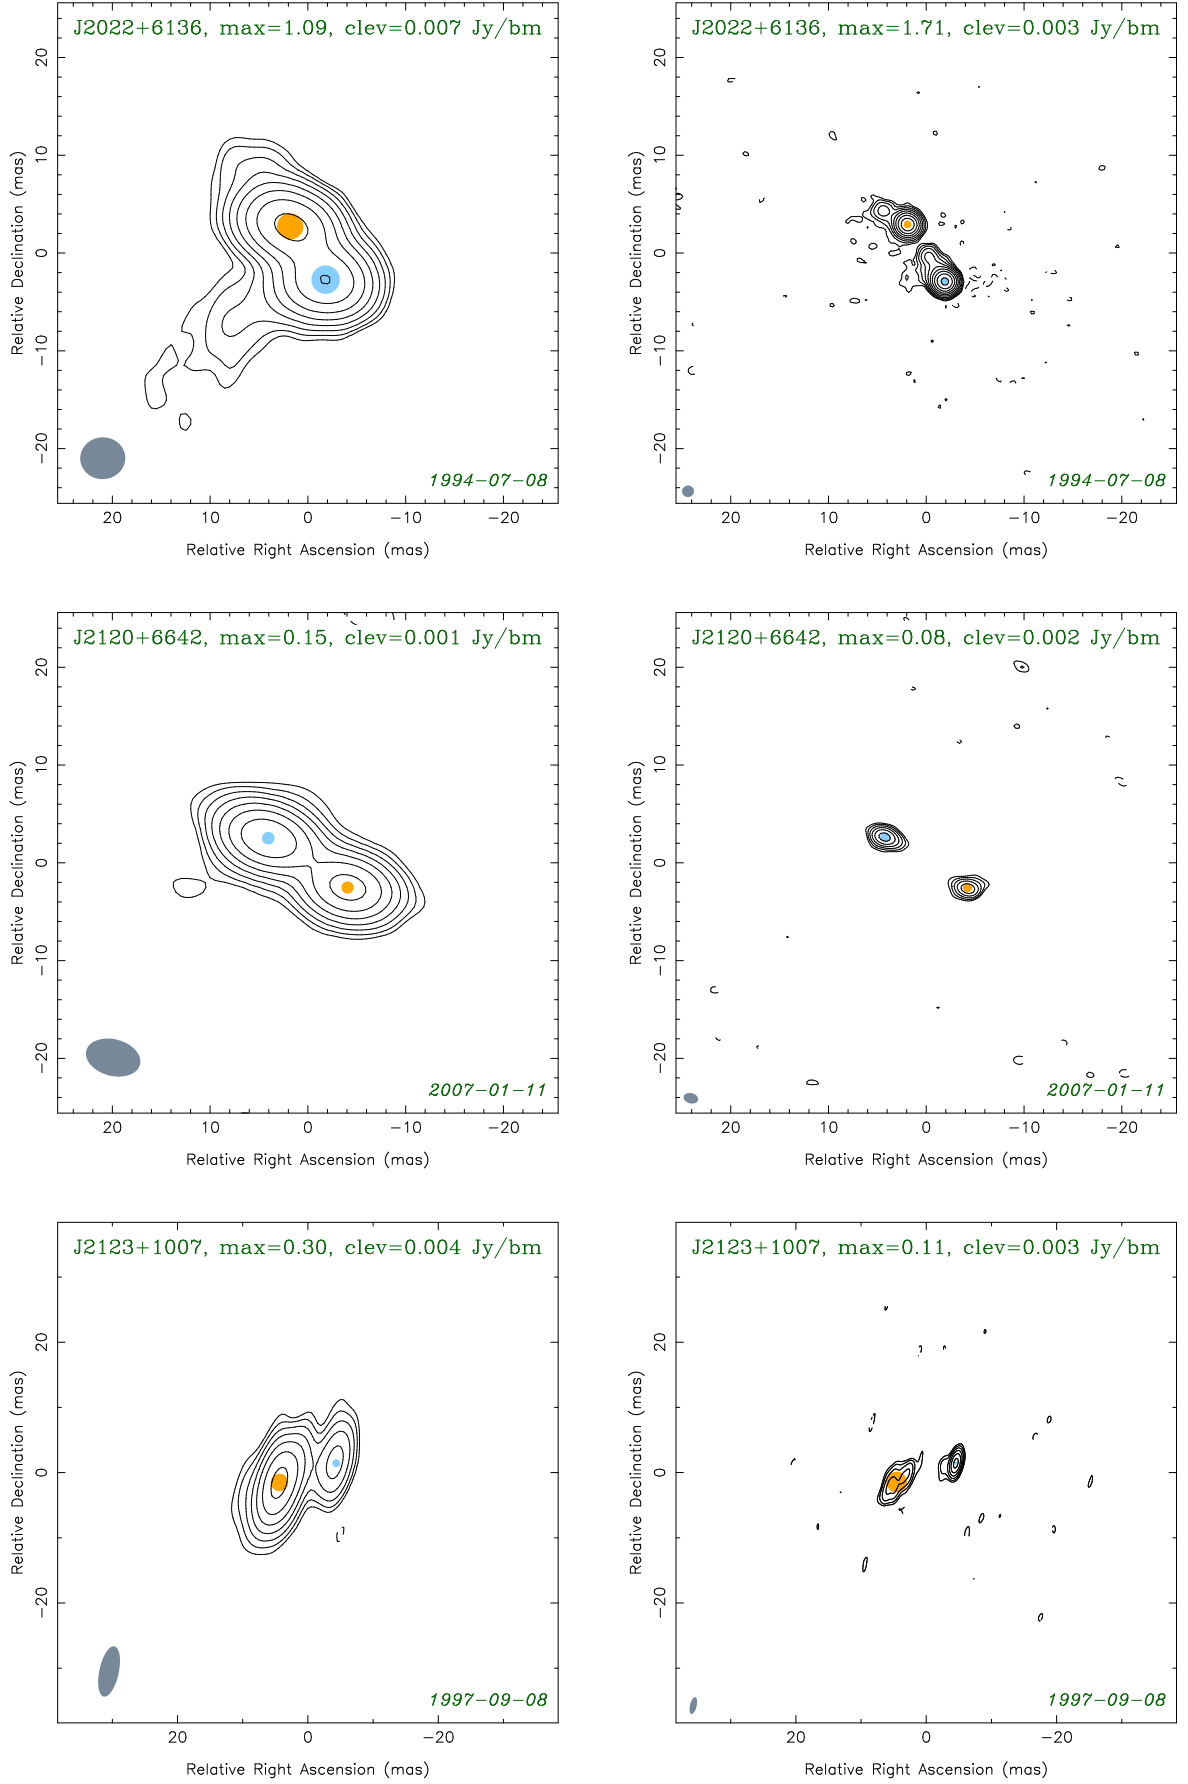 J2022+6136, max=1.09, clev=0.007 Jy/bm
20
10
0
−10
−20
Relative Declination (mas)
1994−07−08
20 10 0 −10 −20
Relative Right Ascension (mas)
J2022+6136, max=1.71, clev=0.003 Jy/bm
20
10
0
−10
−20
Relative Declination (mas)
1994−07−08
20 10 0 −10 −20
Relative Right Ascension (mas)
J2120+6642, max=0.15, clev=0.001 Jy/bm
20
10
0
−10
−20
Relative Declination (mas)
2007−01−11
20 10 0 −10 −20
Relative Right Ascension (mas)
J2120+6642, max=0.08, clev=0.002 Jy/bm
20
10
0
−10
−20
Relative Declination (mas)
2007−01−11
20 10 0 −10 −20
Relative Right Ascension (mas)
J2123+1007, max=0.30, clev=0.004 Jy/bm
20
0
−20
Relative Declination (mas)
1997−09−08
20 0 −20
Relative Right Ascension (mas)
J2123+1007, max=0.11, clev=0.003 Jy/bm
20
0
−20
Relative Declination (mas)
1997−09−08
20 0 −20
Relative Right Ascension (mas)